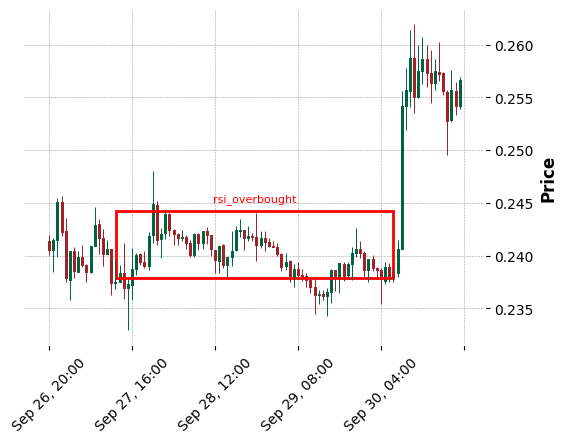 0.260
0.255
0.250
rsi_overbought
0.245
0.240
0.235
Price
Sep 26, 20:00
Sep 27, 16:00
Sep 28, 12:00
Sep 29, 08:00
Sep 30, 04:00